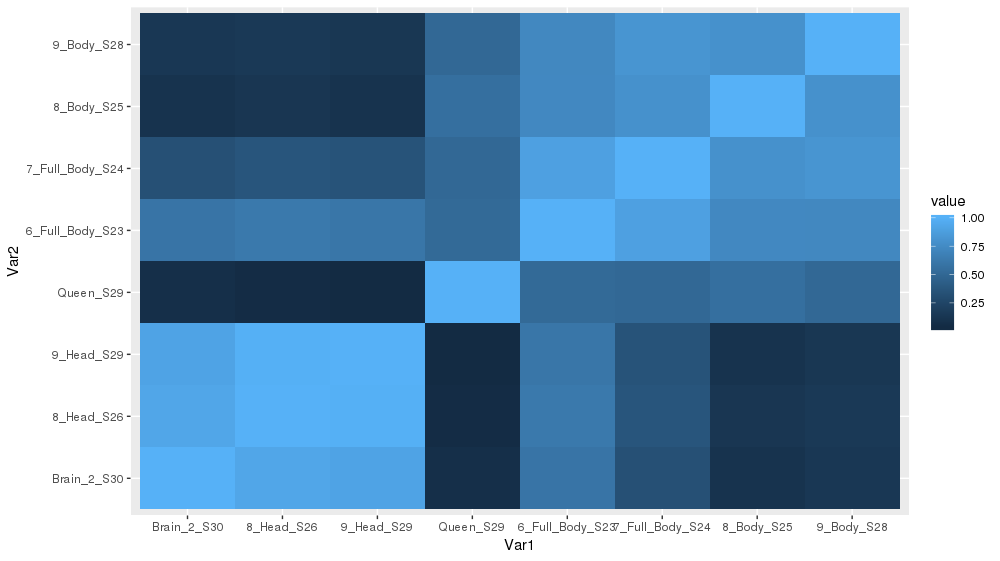 9_Body_S28
8_Body_S25
7_Full_Body_S24
6_Full_Body_S23
Queen_S29
9_Head_S29
8_Head_S26
Brain_2_S30
Var2
Brain_2_S30
8_Head_S26
9_Head_S29
Queen_S29
6_Full_Body_S23
7_Full_Body_S24
8_Body_S25
9_Body_S28
Var1
value
1.00
0.75
0.50
0.25